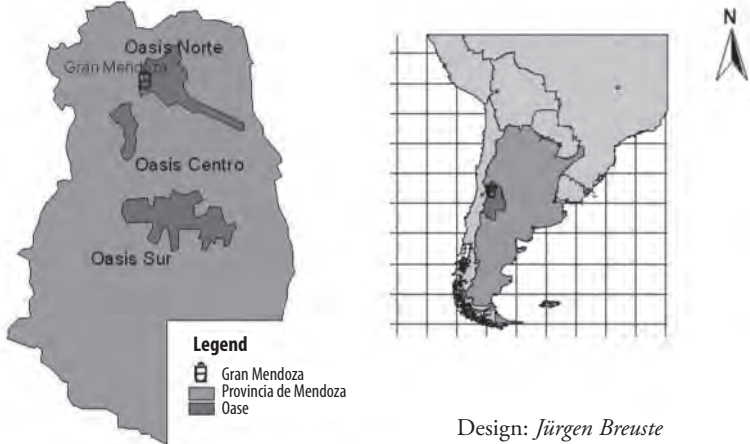 N
Oasis Norte
Gran Mendoza
Oasis Centro
Oasis Sur
Legend
Gran Mendoza
Provincia de Mendoza
Oase
Design: Jürgen Breuste